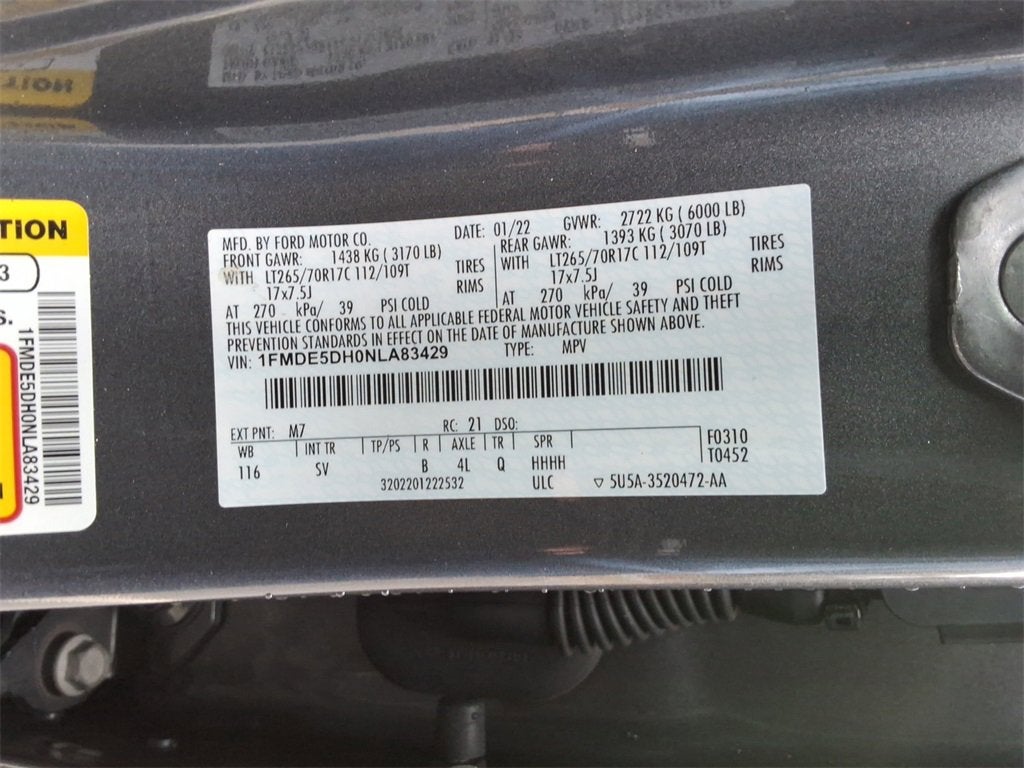 TION
3
S.
1FMDE5DH0NLA83429
MFD. BY FORD MOTOR CO. DATE: 01/22 GVWR: 2722 KG ( 6000 LB)
FRONT GAWR: 1438 KG ( 3170 LB) REAR GAWR: 1393 KG ( 3070 LB)
WITH LT265/70R17C 112/109T TIRES WITH LT265/70R17C 112/109T TIRES
17x7.5J RIMS 17x7.5J RIMS
AT 270 kPa/ 39 PSI COLD AT 270 kPa/ 39 PSI COLD
THIS VEHICLE CONFORMS TO ALL APPLICABLE FEDERAL MOTOR VEHICLE SAFETY AND THEFT
PREVENTION STANDARDS IN EFFECT ON THE DATE OF MANUFACTURE SHOWN ABOVE.
VIN: 1FMDE5DH0NLA83429 TYPE: MPV
EXT PNT: M7 RC: 21 DSO:
WB INT TR TP/PS R AXLE TR SPR F0310
116 SV B 4L Q HHHH T0452
3202201222532 ULC ▽ 5U5A-3520472-AA